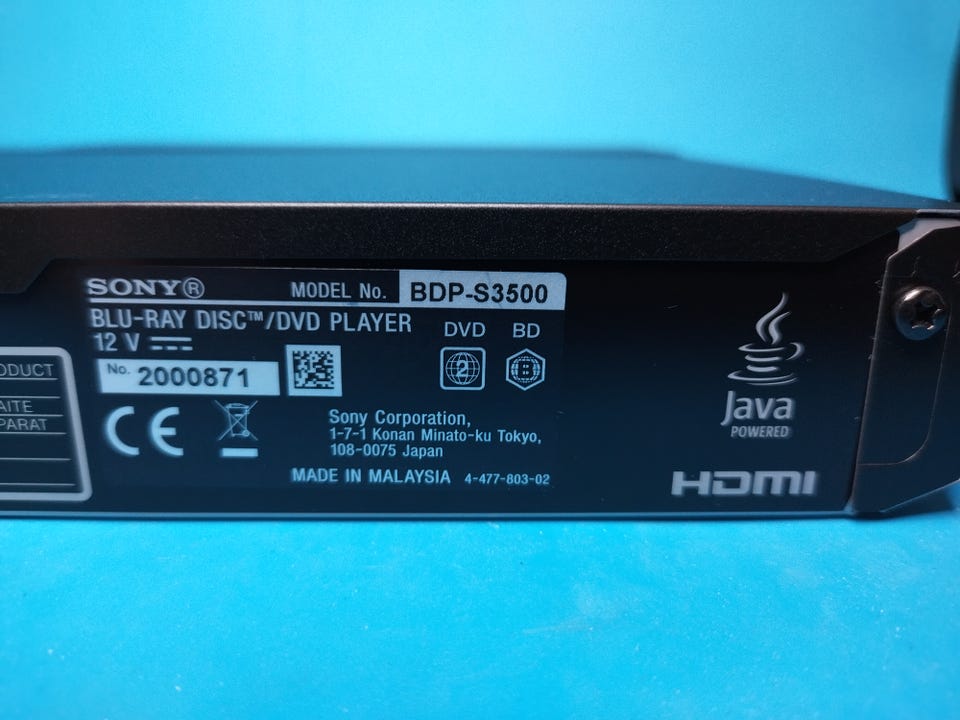 SONY® MODEL No. BDP-S3500
BLU-RAY DISC™/DVD PLAYER
12 V
DVD BD
2 B
No. 2000871
CE
Sony Corporation,
1-7-1 Konan Minato-ku Tokyo,
108-0075 Japan
MADE IN MALAYSIA 4-477-803-02
ODUCT
AITE
PARAT
Java
POWERED
HDMI